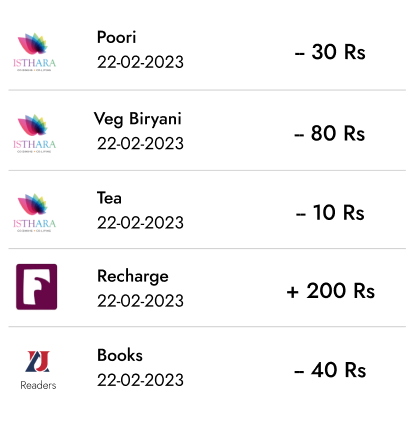 Poori
ISTHARA
22-02-2023
– 30 Rs
Veg Biryani
ISTHARA
22-02-2023
– 80 Rs
Tea
ISTHARA
22-02-2023
– 10 Rs
Recharge
F
22-02-2023
+ 200 Rs
Books
22-02-2023
Readers
– 40 Rs